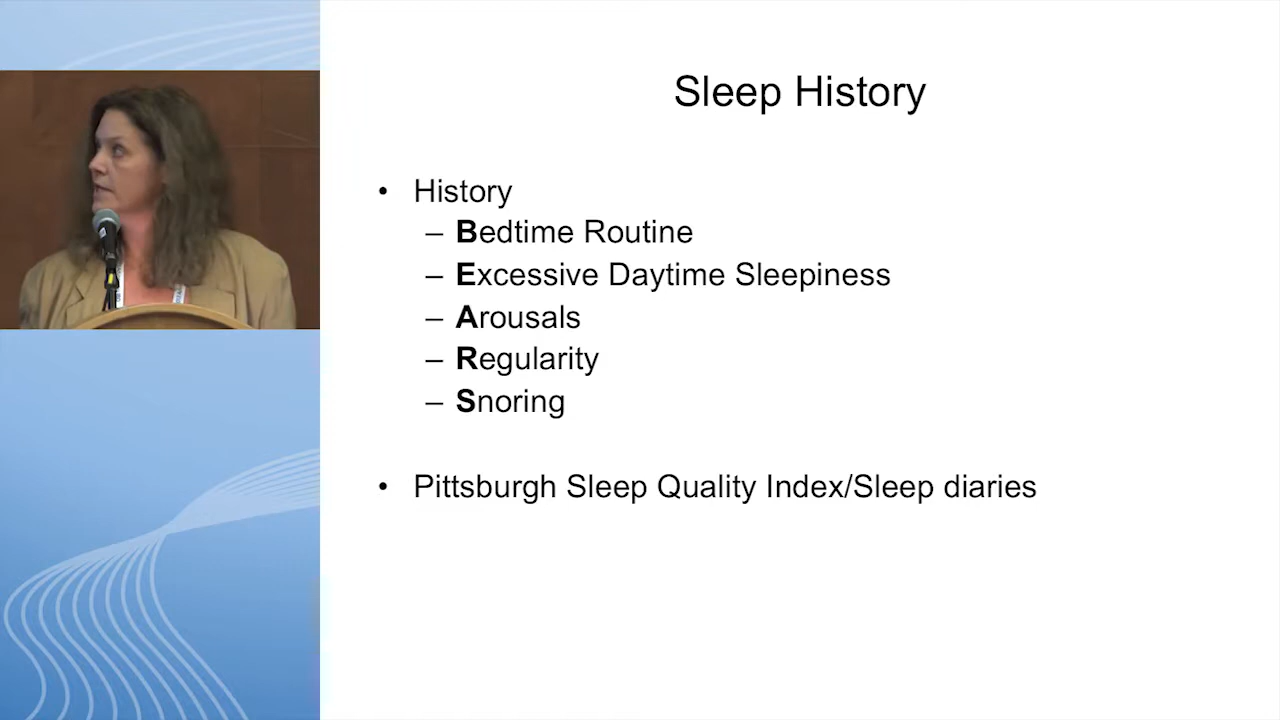 Sleep History
• History
– Bedtime Routine
– Excessive Daytime Sleepiness
– Arousals
– Regularity
– Snoring
• Pittsburgh Sleep Quality Index/Sleep diaries